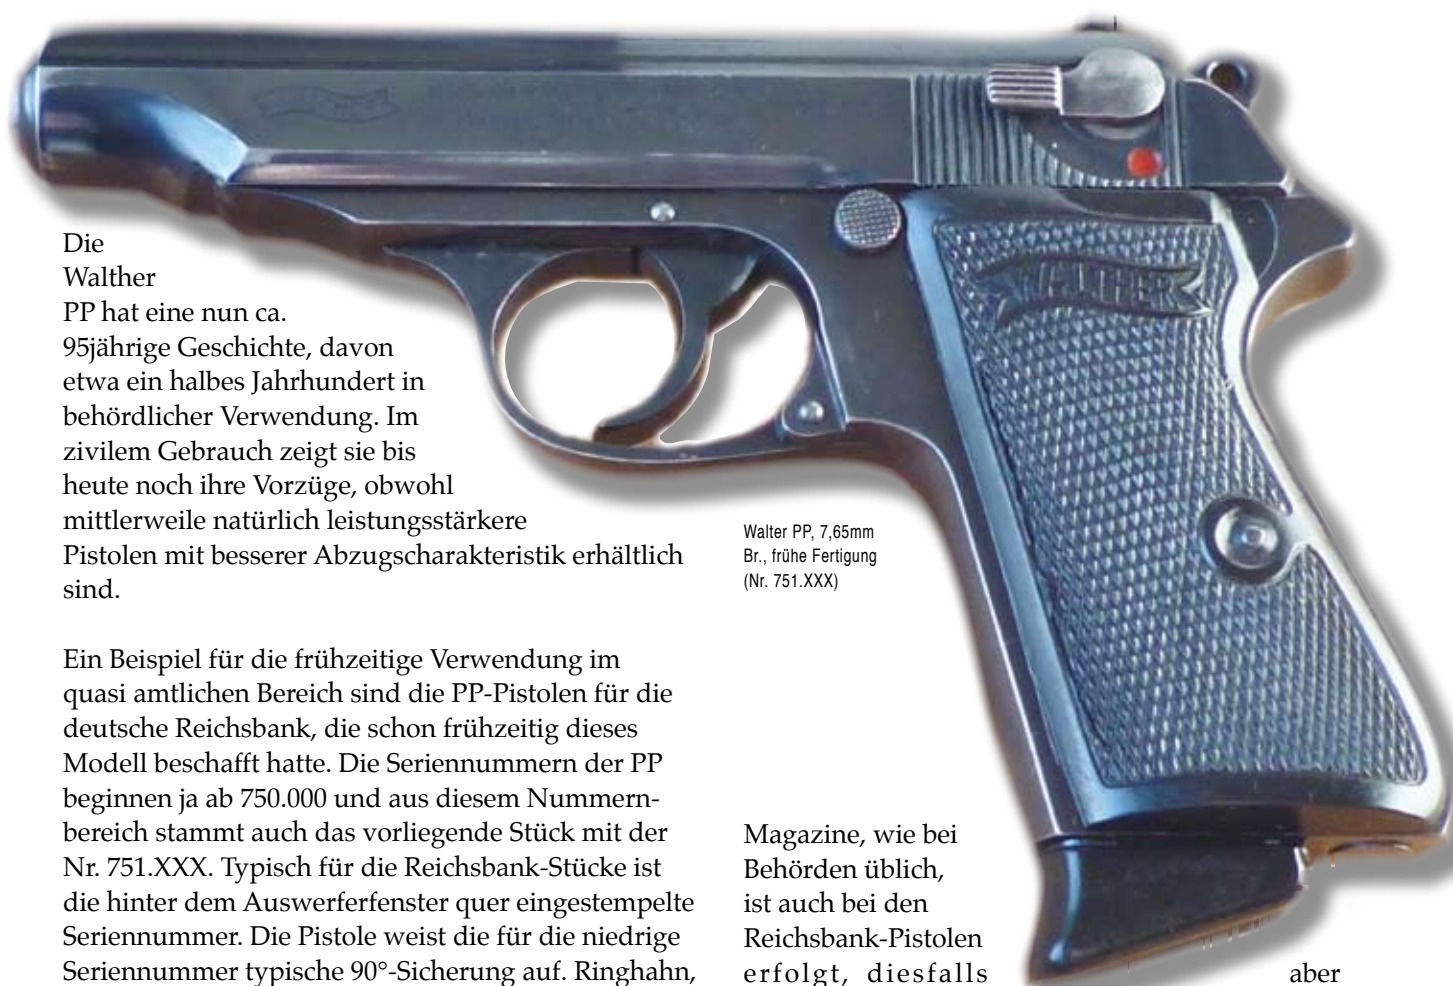 WALTHER
Die
Walther
PP hat eine nun ca.
95jährige Geschichte, davon
etwa ein halbes Jahrhundert in
behördlicher Verwendung. Im
zivilem Gebrauch zeigt sie bis
heute noch ihre Vorzüge, obwohl
mittlerweile natürlich leistungsstärkere
Pistolen mit besserer Abzugscharakteristik erhältlich
sind.
Ein Beispiel für die frühzeitige Verwendung im
quasi amtlichen Bereich sind die PP-Pistolen für die
deutsche Reichsbank, die schon frühzeitig dieses
Modell beschafft hatte. Die Seriennummern der PP
beginnen ja ab 750.000 und aus diesem Nummern-
bereich stammt auch das vorliegende Stück mit der
Nr. 751.XXX. Typisch für die Reichsbank-Stücke ist
die hinter dem Auswerferfenster quer eingestempelte
Seriennummer. Die Pistole weist die für die niedrige
Seriennummer typische 90°-Sicherung auf. Ringhahn,
Walter PP, 7,65mm
Br., frühe Fertigung
(Nr. 751.XXX)
Magazine, wie bei
Behörden üblich,
ist auch bei den
Reichsbank-Pistolen
erfolgt, diesfalls aber